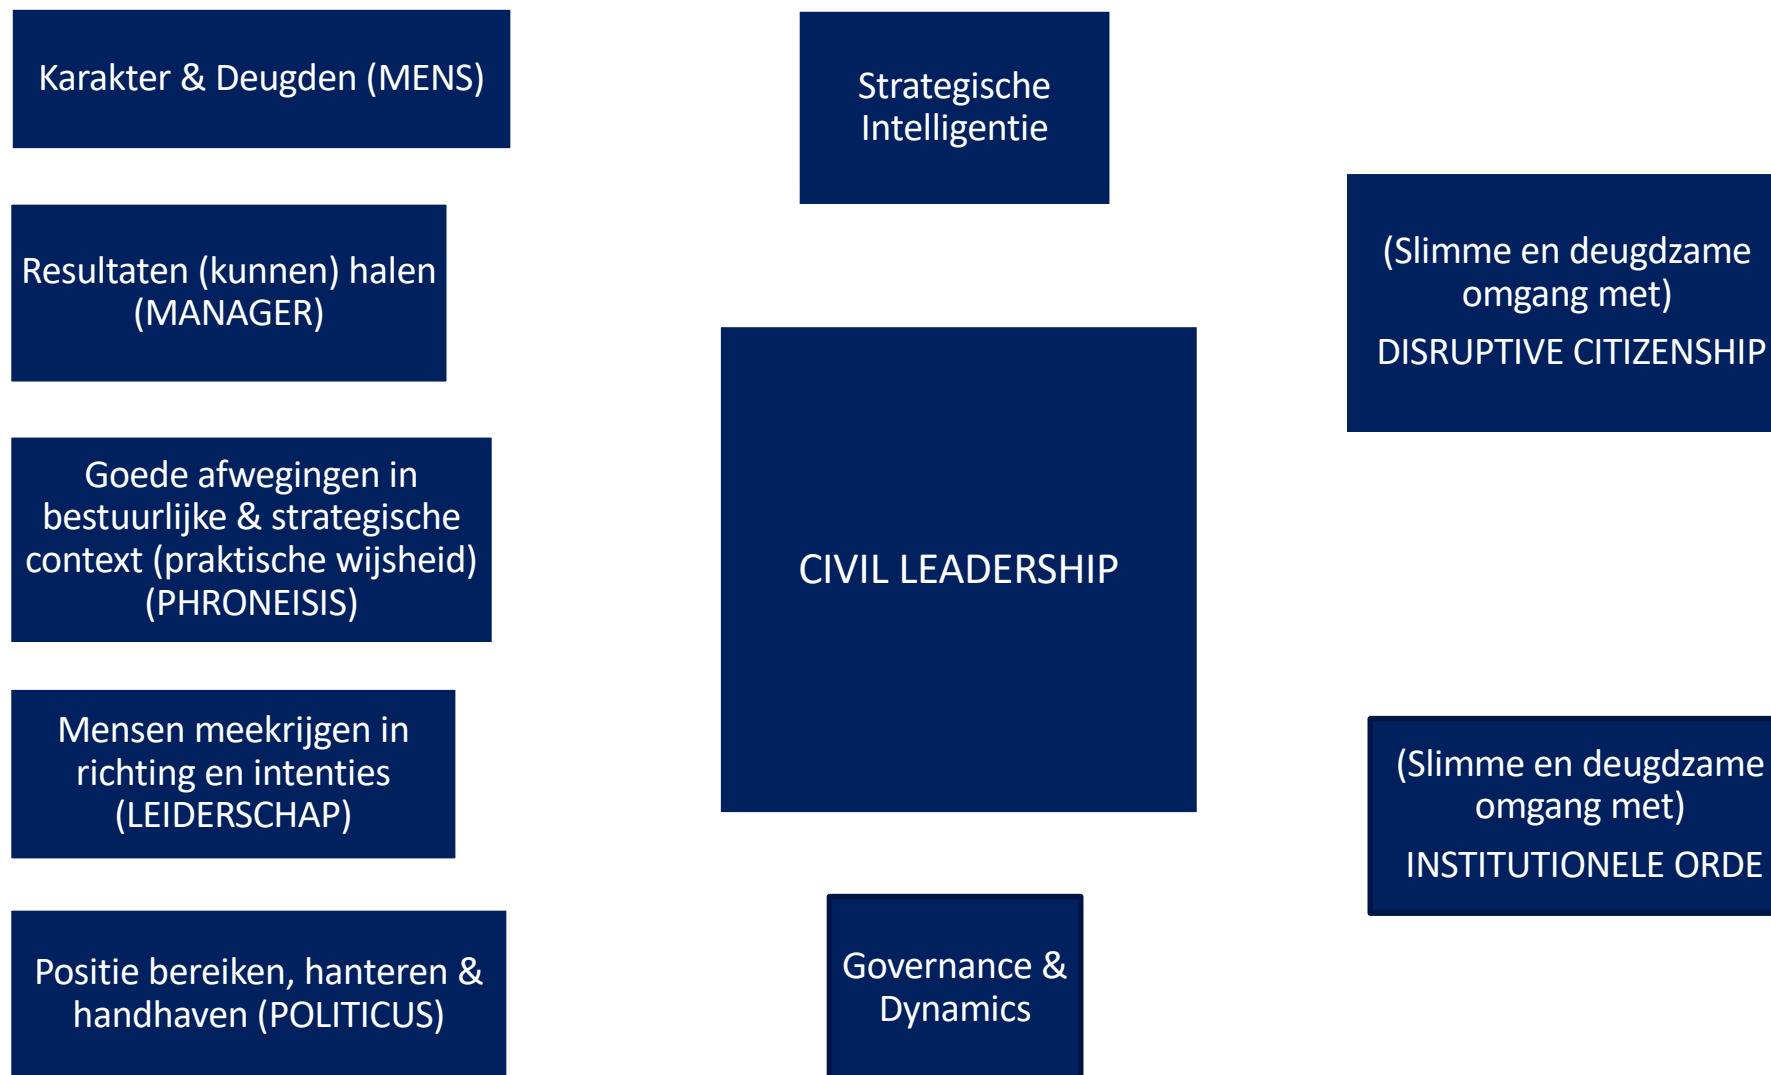 Karakter & Deugden (MENS)
Resultaten (kunnen) halen
(MANAGER)
Goede afwegingen in
bestuurlijke & strategische
context (praktische wijsheid)
(PHRONEISIS)
Mensen meekrijgen in
richting en intenties
(LEIDERSCHAP)
Positie bereiken, hanteren &
handhaven (POLITICUS)
Strategische
Intelligentie
CIVIL LEADERSHIP
Governance &
Dynamics
(Slimme en deugdzame
omgang met)
DISRUPTIVE CITIZENSHIP
(Slimme en deugdzame
omgang met)
INSTITUTIONELE ORDE